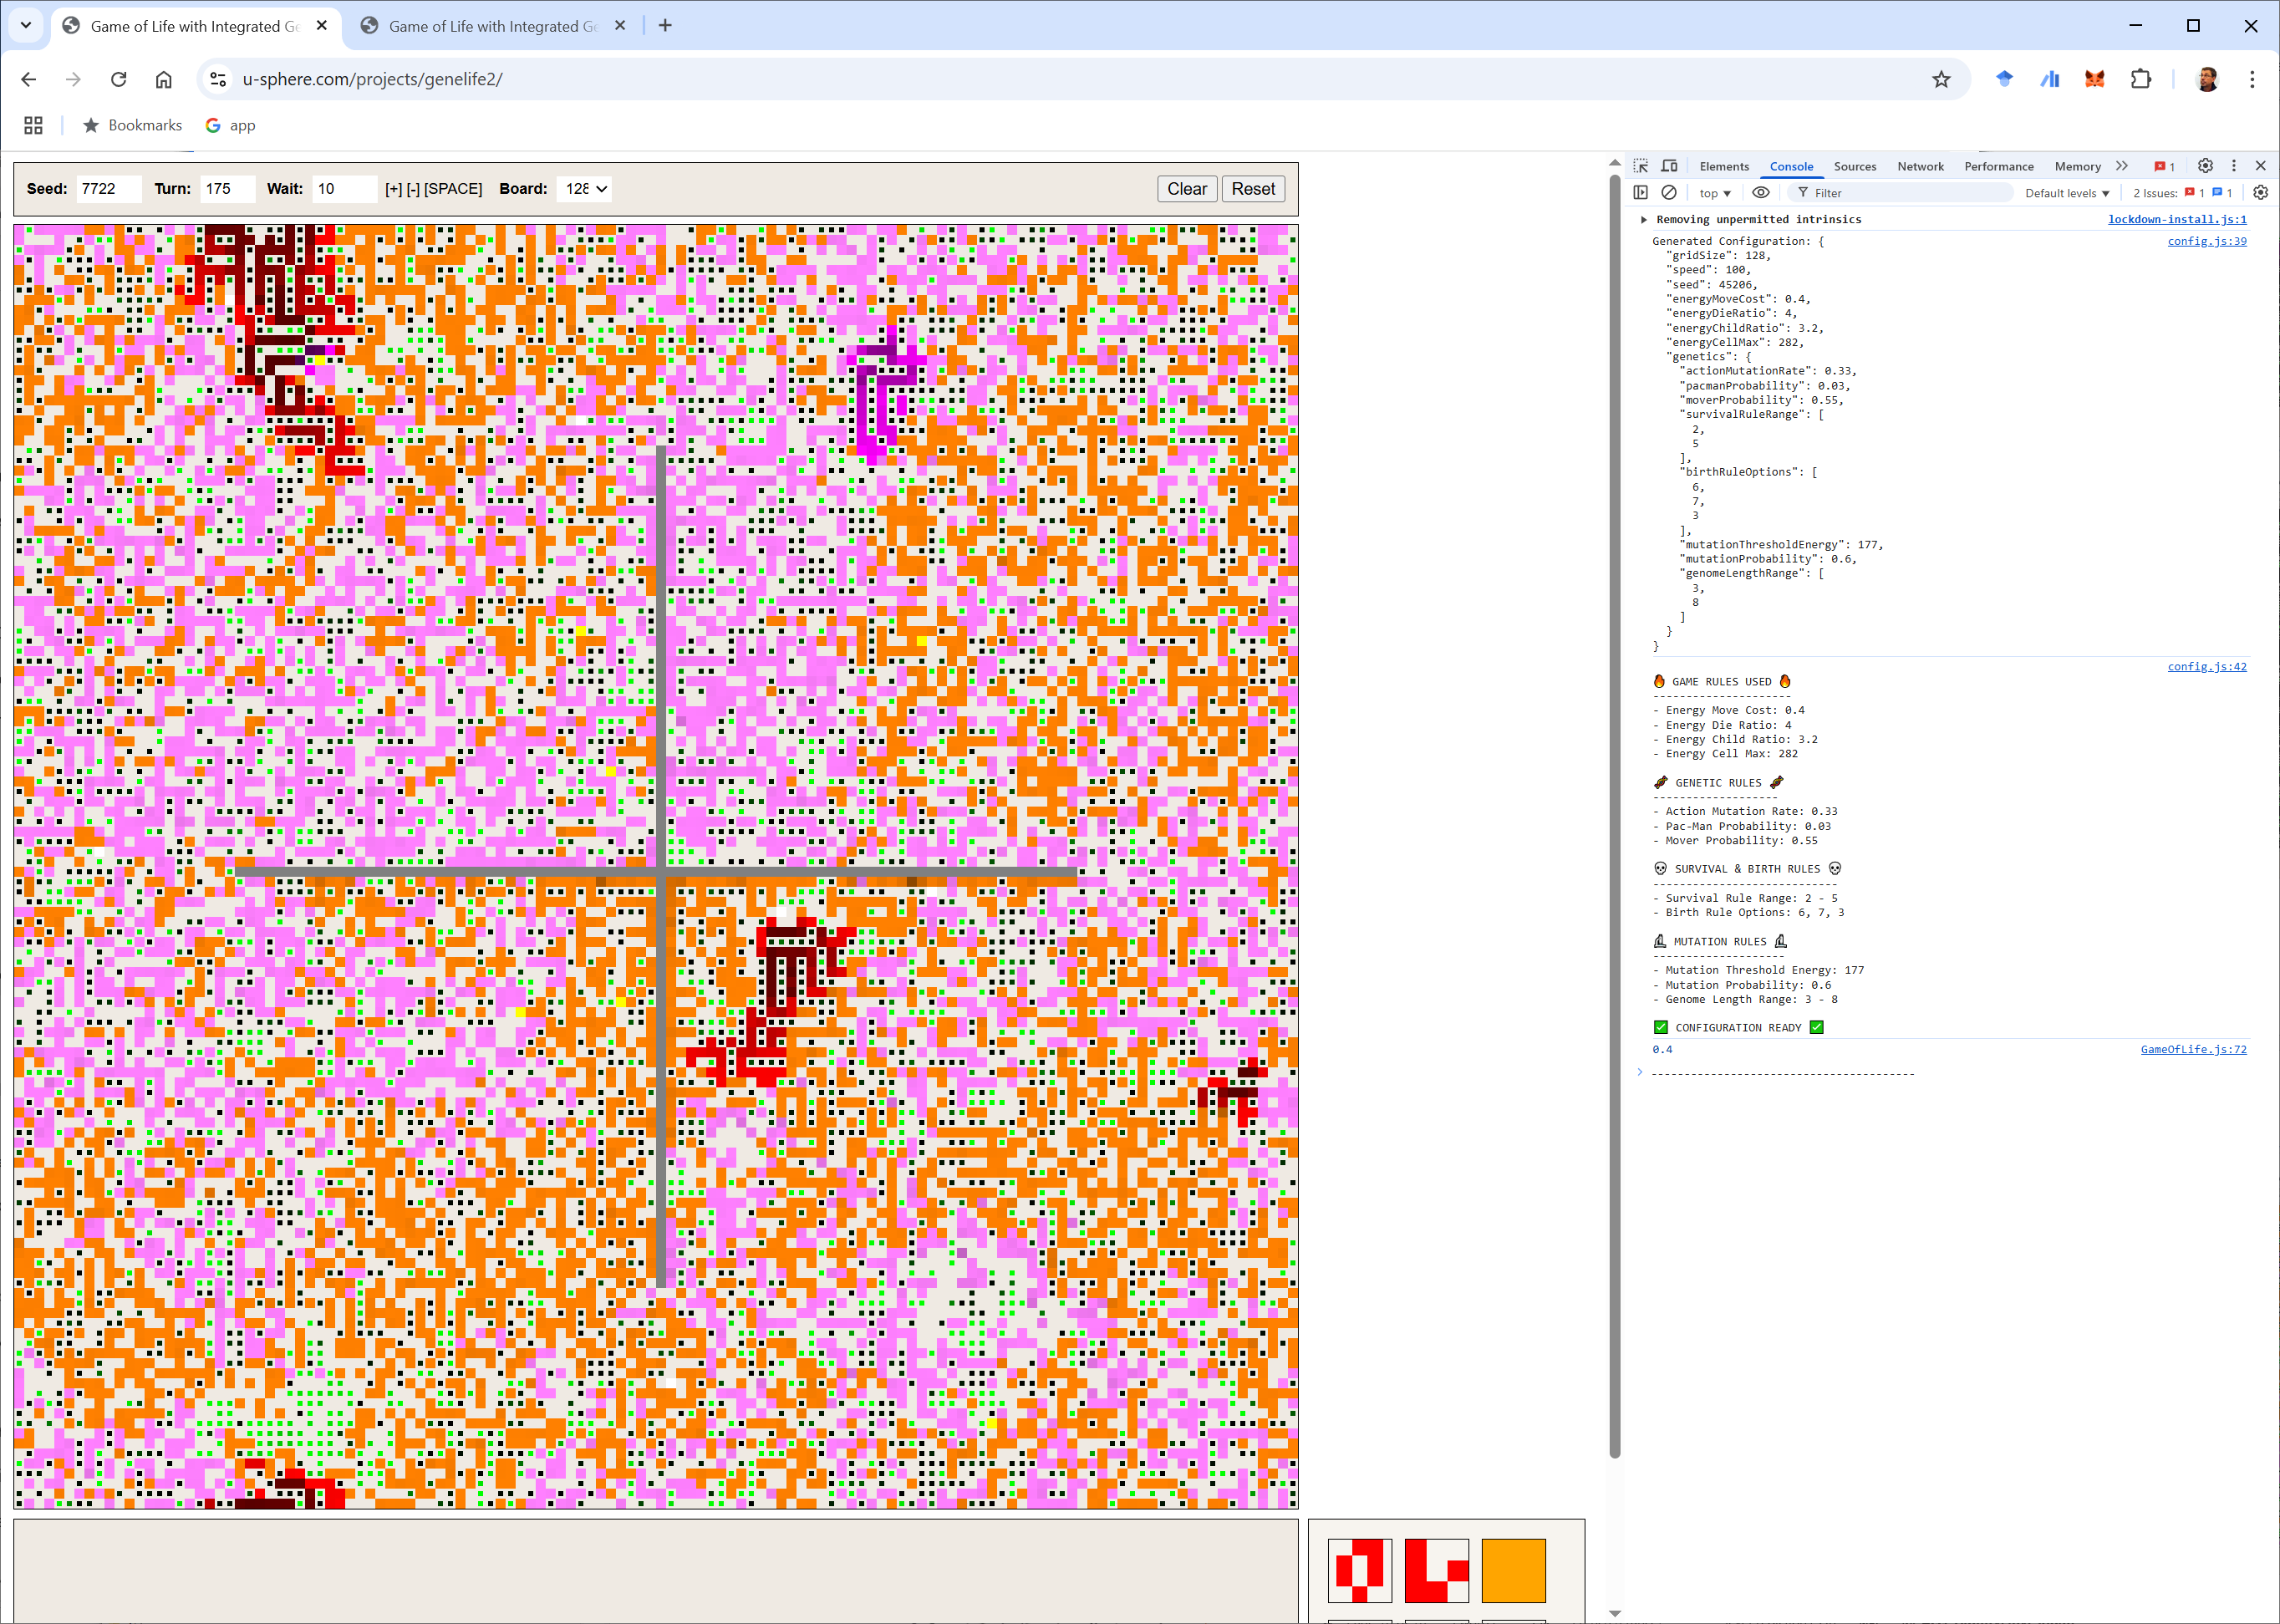 Game of Life with Integrated Ge
Game of Life with Integrated Ge
u-sphere.com/projects/genelife2/
Bookmarks
app
Seed: 7722 Turn: 175 Wait: 10 [+] [-] [SPACE] Board: 128 Clear Reset
Elements Console Sources Network Performance Memory 1
top Filter Default levels 2 Issues: 1 1
Removing unpermitted intrinsics lockdown-install.js:1
Generated Configuration: { config.js:39
"gridSize": 128,
"speed": 100,
"seed": 45206,
"energyMoveCost": 0.4,
"energyDieRatio": 4,
"energyChildRatio": 3.2,
"energyCellMax": 282,
"genetics": {
"actionMutationRate": 0.33,
"pacmanProbability": 0.03,
"moverProbability": 0.55,
"survivalRuleRange": [
2,
5
],
"birthRuleOptions": [
6,
7,
3
],
"mutationThresholdEnergy": 177,
"mutationProbability": 0.6,
"genomeLengthRange": [
3,
8
]
}
}
config.js:42
🔥 GAME RULES USED 🔥
---------------------
- Energy Move Cost: 0.4
- Energy Die Ratio: 4
- Energy Child Ratio: 3.2
- Energy Cell Max: 282
GENETIC RULES
-------------------
- Action Mutation Rate: 0.33
- Pac-Man Probability: 0.03
- Mover Probability: 0.55
💀 SURVIVAL & BIRTH RULES 💀
----------------------------
- Survival Rule Range: 2 - 5
- Birth Rule Options: 6, 7, 3
MUTATION RULES
--------------------
- Mutation Threshold Energy: 177
- Mutation Probability: 0.6
- Genome Length Range: 3 - 8
✅ CONFIGURATION READY ✅
0.4 GameOfLife.js:72
----------------------------------------